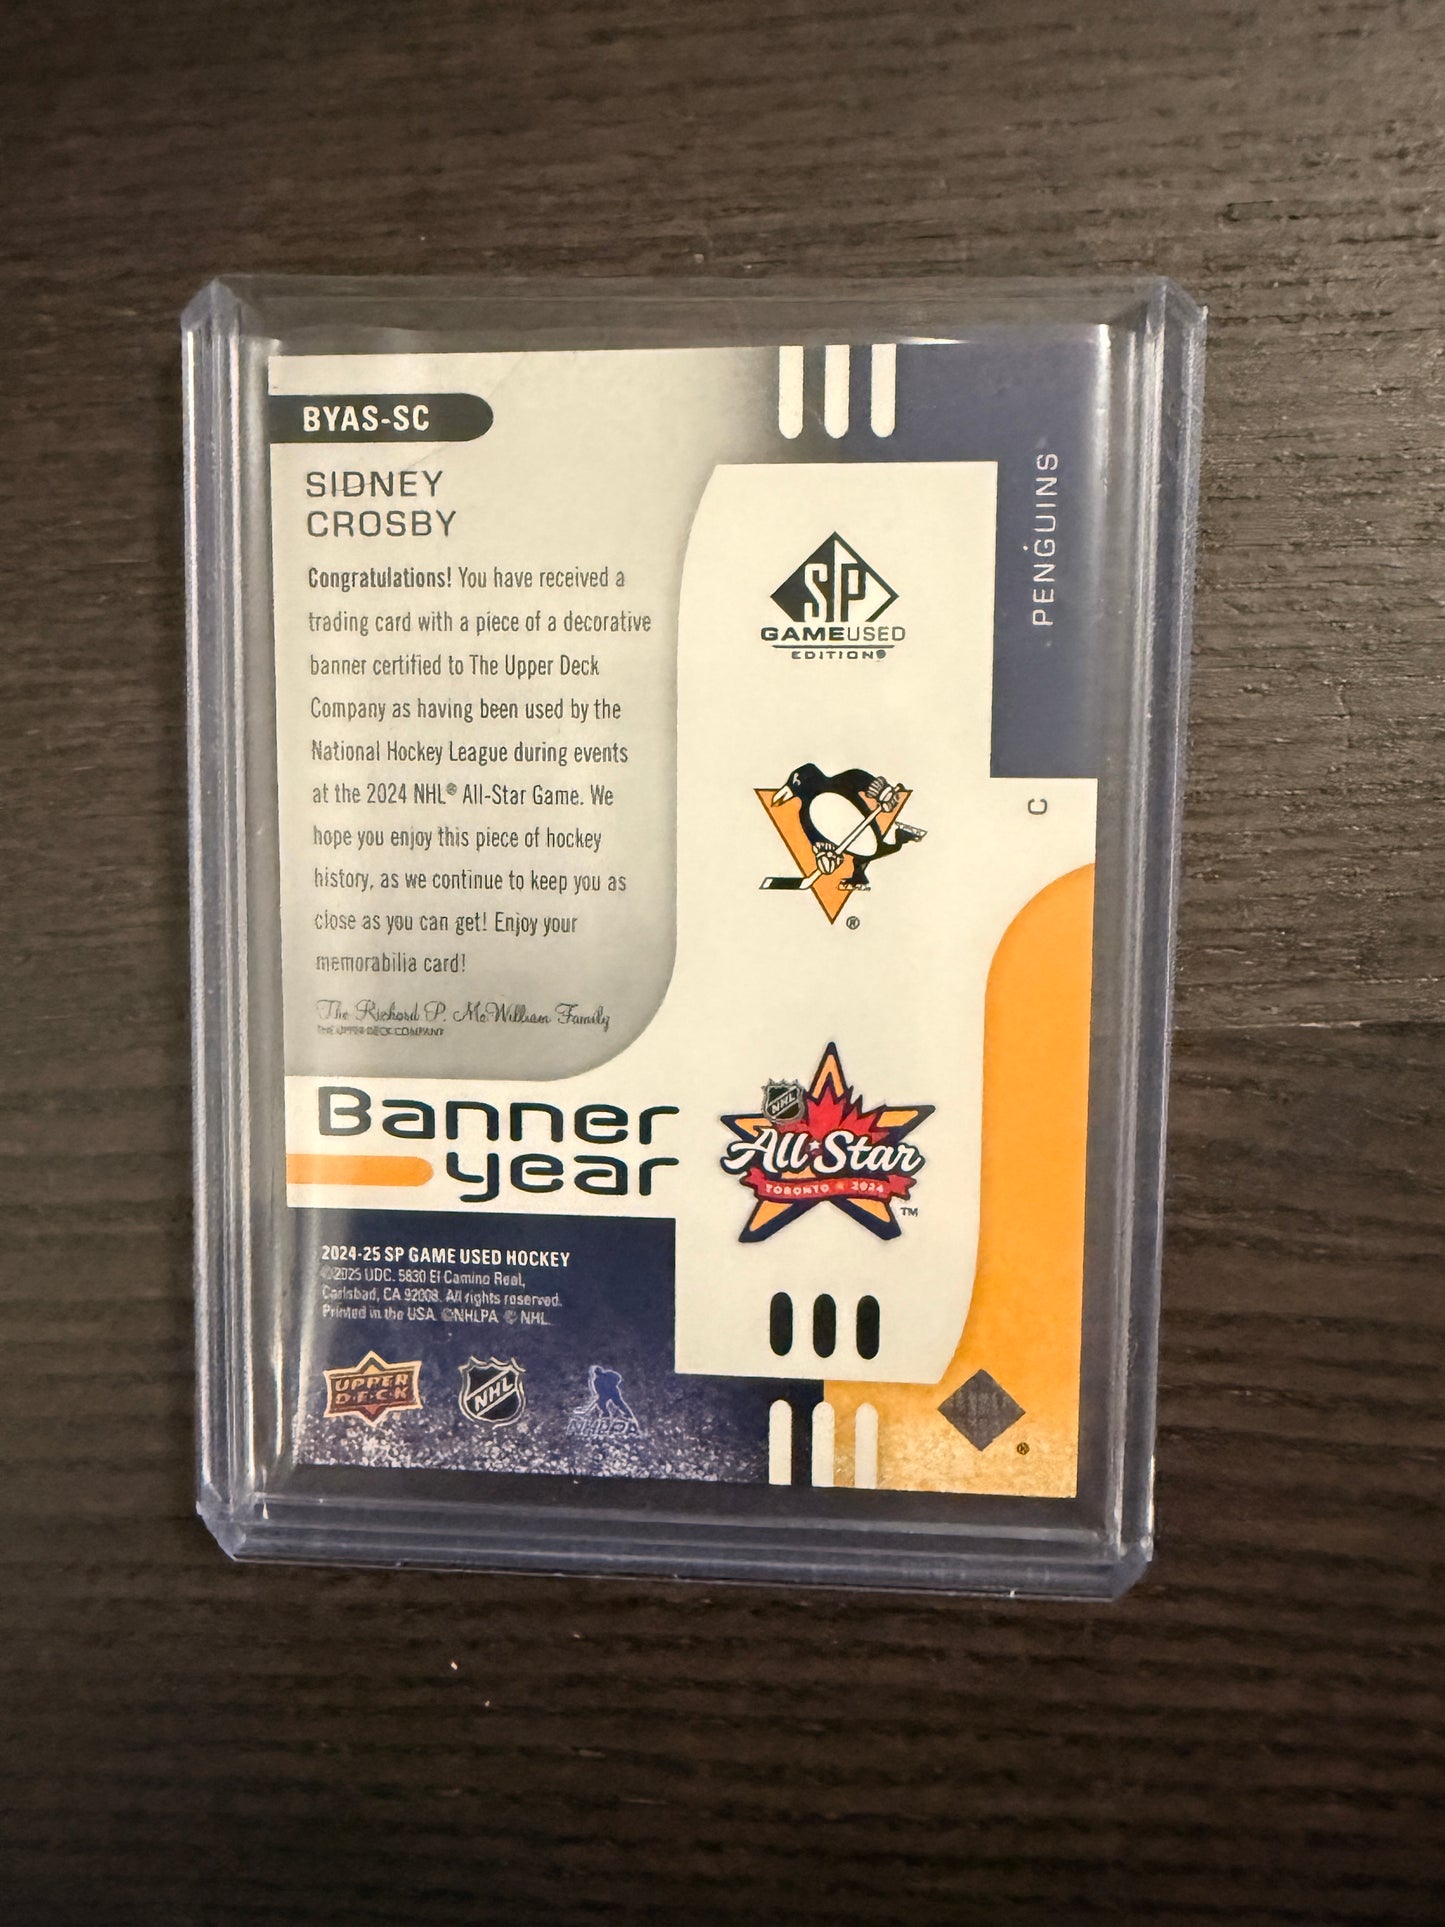 BYAS-SC
SIDNEY
CROSBY
Congratulations! You have received a
trading card with a piece of a decorative
banner certified to The Upper Deck
Company as having been used by the
National Hockey League during events
at the 2024 NHL® All-Star Game. We
hope you enjoy this piece of hockey
history, as we continue to keep you as
close as you can get! Enjoy your
memorabilia card!
The Richard P. McWilliam Family
THE UPPER DECK COMPANY
Banner
year
2024-25 SP GAME USED HOCKEY
©2025 UDC. 5830 El Camino Real,
Carlsbad, CA 92008. All rights reserved.
Printed in the USA ©NHLPA © NHL.
UPPER
DECK
NHL
NHLPA
SP
GAMEUSED
EDITION®
®
NHL
All★Star
TORONTO ★ 2024
TM
PENGUINS
C
®